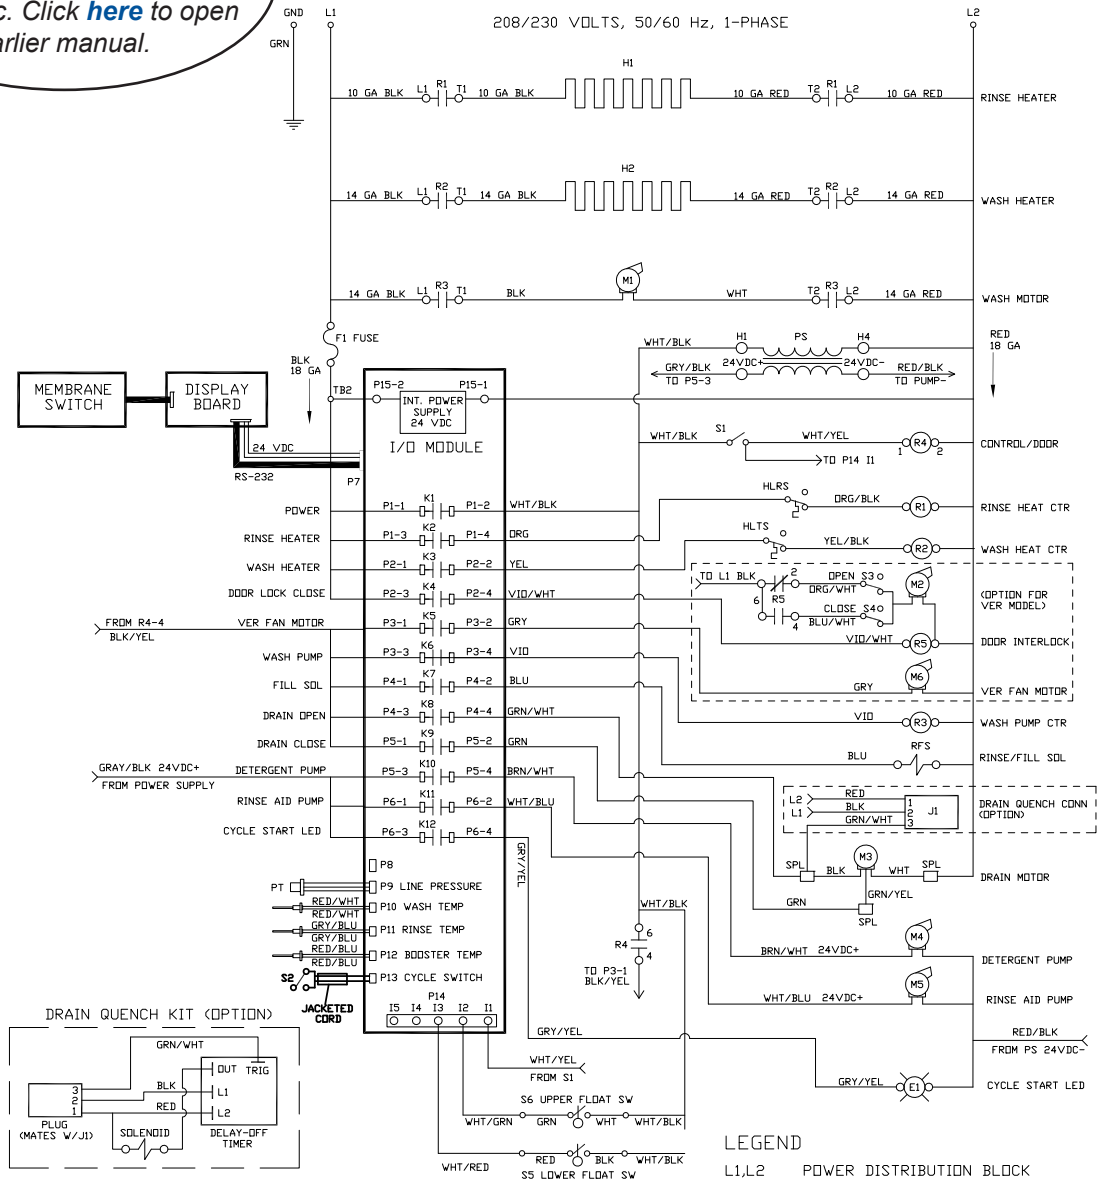 c. Click here to open
arlier manual.
GND
L1
208/230 VOLTS, 50/60 Hz, 1-PHASE
L2
GRN
H1
10 GA BLK L1 R1 T1 10 GA BLK 10 GA RED T2 R1 L2 10 GA RED RINSE HEATER
H2
14 GA BLK L1 R2 T1 14 GA BLK 14 GA RED T2 R2 L2 14 GA RED WASH HEATER
M1
14 GA BLK L1 R3 T1 BLK WHT T2 R3 L2 14 GA RED WASH MOTOR
F1 FUSE
BLK
18 GA
RED
18 GA
WHT/BLK H1 PS H4
GRY/BLK 24VDC+ 24VDC- RED/BLK
TO P5-3 TO PUMP-
MEMBRANE
SWITCH
DISPLAY
BOARD
24 VDC
RS-232
P7
TB2
P15-2 P15-1
INT. POWER
SUPPLY
24 VDC
I/O MODULE
WHT/BLK S1 WHT/YEL 1 R4 2 CONTROL/DOOR
TO P14 I1
POWER P1-1 K1 P1-2 WHT/BLK
HLRS ORG/BLK R1 RINSE HEAT CTR
RINSE HEATER P1-3 K2 P1-4 ORG
HLTS YEL/BLK R2 WASH HEAT CTR
WASH HEATER P2-1 K3 P2-2 YEL
TO L1 BLK 2 OPEN S3 M2
ORG/WHT
(OPTION FOR
VER MODEL)
DOOR LOCK CLOSE P2-3 K4 P2-4 VIO/WHT
6 R5 CLOSE S4
4 BLU/WHT
FROM R4-4
BLK/YEL
VER FAN MOTOR P3-1 K5 P3-2 GRY
VIO/WHT R5 DOOR INTERLOCK
WASH PUMP P3-3 K6 P3-4 VIO
M6
GRY VER FAN MOTOR
FILL SOL P4-1 K7 P4-2 BLU
DRAIN OPEN P4-3 K8 P4-4 GRN/WHT
VIO R3 WASH PUMP CTR
DRAIN CLOSE P5-1 K9 P5-2 GRN
BLU RFS RINSE/FILL SOL
GRAY/BLK 24VDC+
FROM POWER SUPPLY
DETERGENT PUMP P5-3 K10 P5-4 BRN/WHT
RINSE AID PUMP P6-1 K11 P6-2 WHT/BLU
L2 RED 1
L1 BLK 2 J1
GRN/WHT 3
DRAIN QUENCH CONN
(OPTION)
CYCLE START LED P6-3 K12 P6-4
GRY/YEL
P8
SPL BLK M3 WHT SPL DRAIN MOTOR
GRN GRN/YEL
SPL
PT P9 LINE PRESSURE
RED/WHT
RED/WHT
P10 WASH TEMP
GRY/BLU
GRY/BLU
P11 RINSE TEMP
RED/BLU
RED/BLU
P12 BOOSTER TEMP
S2 P13 CYCLE SWITCH
JACKETED
CORD
P14
I5 I4 I3 I2 I1
WHT/BLK
6
R4
4
TO P3-1
BLK/YEL
M4
BRN/WHT 24VDC+ DETERGENT PUMP
M5
WHT/BLU 24VDC+ RINSE AID PUMP
GRY/YEL
RED/BLK
FROM PS 24VDC-
WHT/YEL
FROM S1
GRY/YEL E1 CYCLE START LED
S6 UPPER FLOAT SW
WHT/GRN GRN WHT WHT/BLK
WHT/RED RED BLK WHT/BLK
S5 LOWER FLOAT SW
DRAIN QUENCH KIT (OPTION)
GRN/WHT
OUT TRIG
3
2
1
BLK L1
RED L2
PLUG
(MATES W/J1)
SOLENOID
DELAY-OFF
TIMER
LEGEND
L1,L2 POWER DISTRIBUTION BLOCK